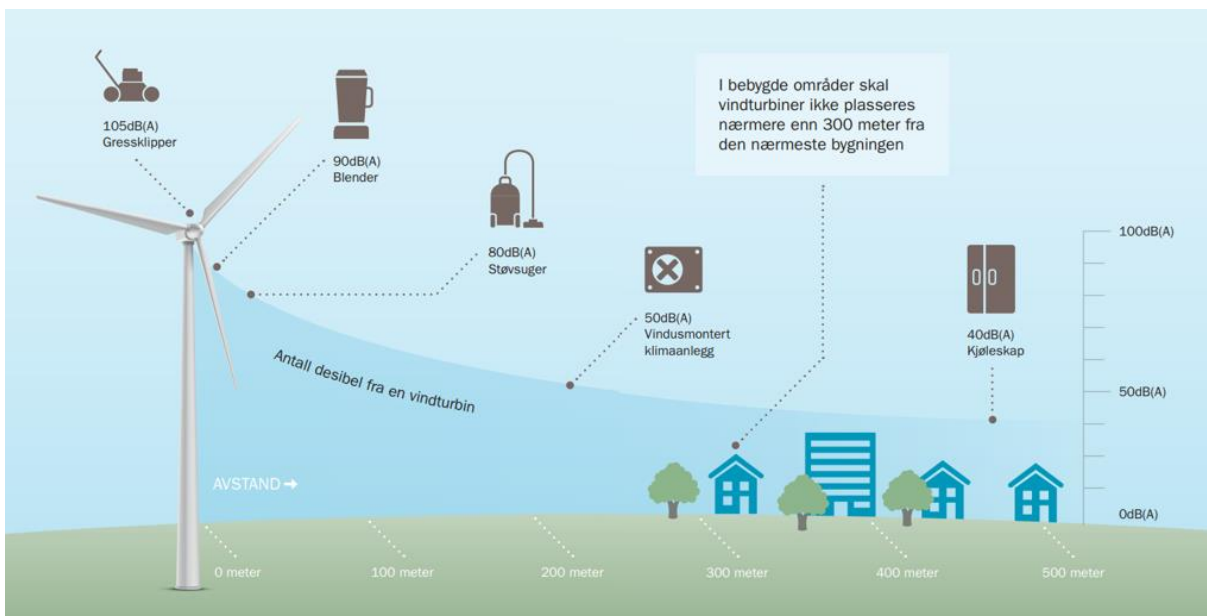 105dB(A)
Gressklipper
90dB(A)
Blender
80dB(A)
Støvsuger
50dB(A)
Vindusmontert
klimaanlegg
I bebygde områder skal
vindturbiner ikke plasseres
nærmere enn 300 meter fra
den nærmeste bygningen
40dB(A)
Kjøleskap
100dB(A)
50dB(A)
0dB(A)
Antall desibel fra en vindturbin
AVSTAND →
0 meter
100 meter
200 meter
300 meter
400 meter
500 meter